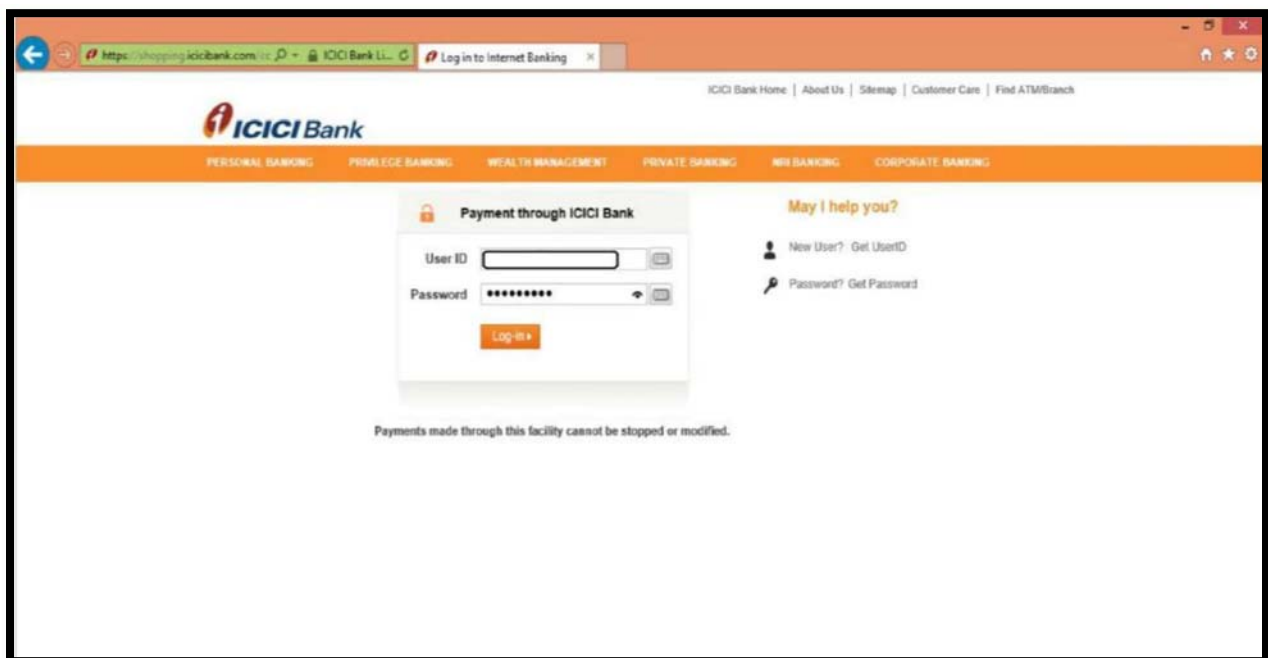 https://shopping.icicibank.com/cc
ICICI Bank Li...
Log in to Internet Banking
ICICI Bank Home | About Us | Sitemap | Customer Care | Find ATM/Branch
ICICI Bank
PERSONAL BANKING PRIVILEGE BANKING WEALTH MANAGEMENT PRIVATE BANKING NRI BANKING CORPORATE BANKING
Payment through ICICI Bank
User ID
Password
Log-in
May I help you?
New User? Get UserID
Password? Get Password
Payments made through this facility cannot be stopped or modified.